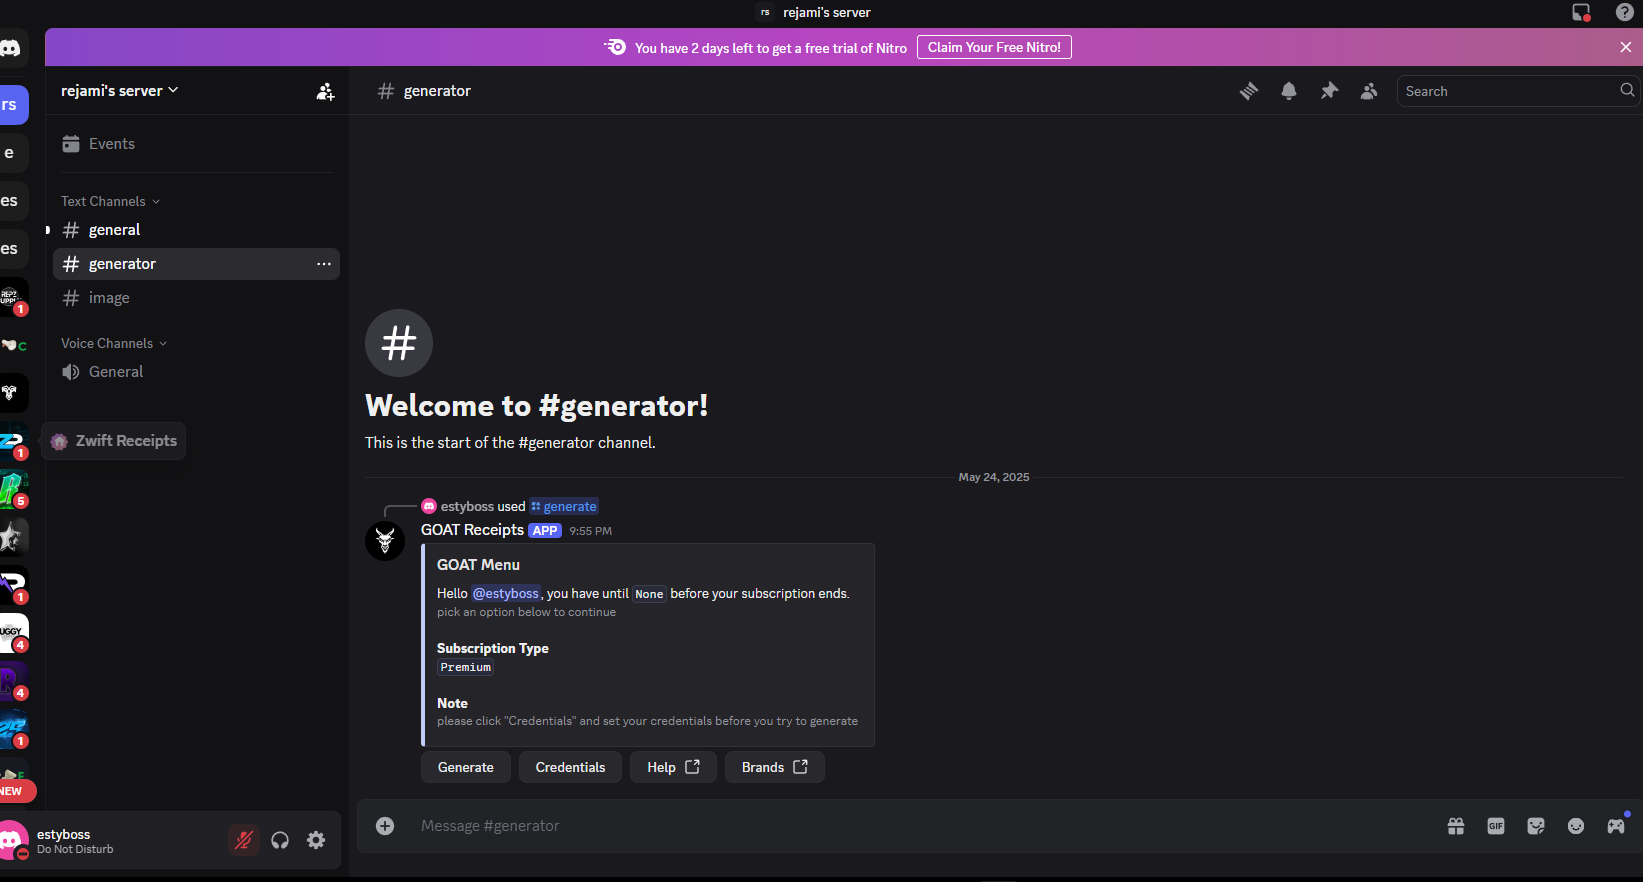 rs rejami's server
You have 2 days left to get a free trial of Nitro Claim Your Free Nitro!
rejami's server
generator
Search
rs
e
es
es
Events
Text Channels
general
generator
image
Voice Channels
General
1
C
Zwift Receipts
1
5
1
UGGY
4
R
4
1
E
NEW
Welcome to #generator!
This is the start of the #generator channel.
May 24, 2025
estyboss used generate
GOAT Receipts APP 9:55 PM
GOAT Menu
Hello @estyboss, you have until None before your subscription ends.
pick an option below to continue
Subscription Type
Premium
Note
please click "Credentials" and set your credentials before you try to generate
Generate Credentials Help Brands
Message #generator
GIF
estyboss
Do Not Disturb